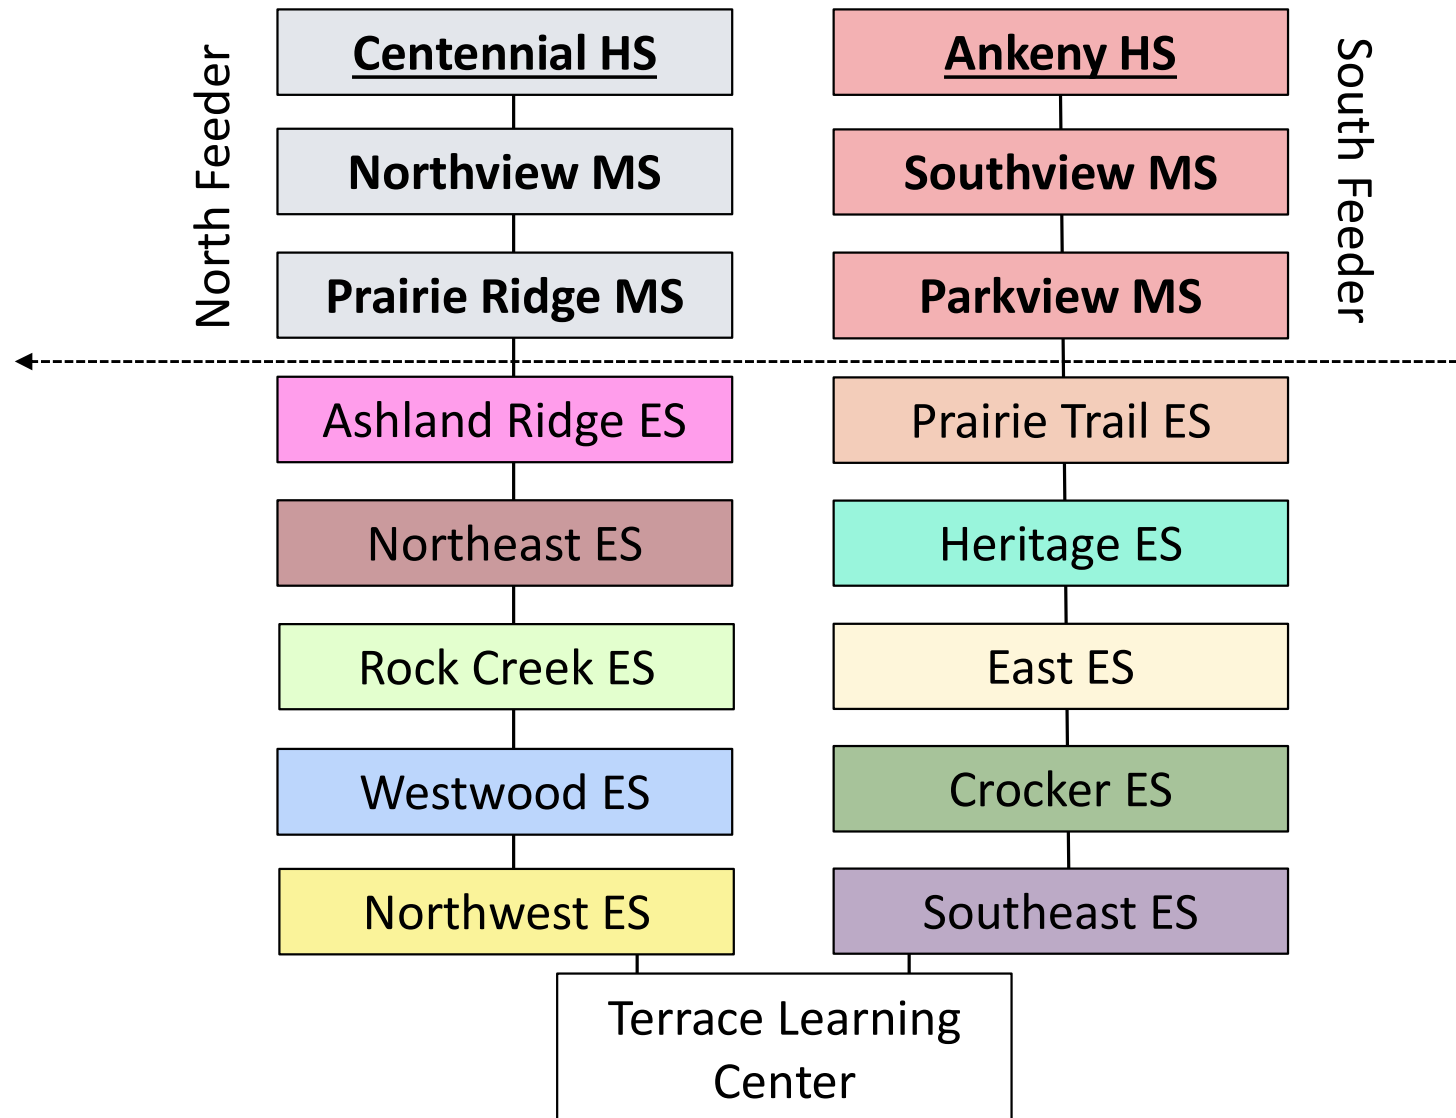 North Feeder
Centennial HS
Northview MS
Prairie Ridge MS
Ashland Ridge ES
Northeast ES
Rock Creek ES
Westwood ES
Northwest ES
South Feeder
Ankeny HS
Southview MS
Parkview MS
Prairie Trail ES
Heritage ES
East ES
Crocker ES
Southeast ES
Terrace Learning
Center